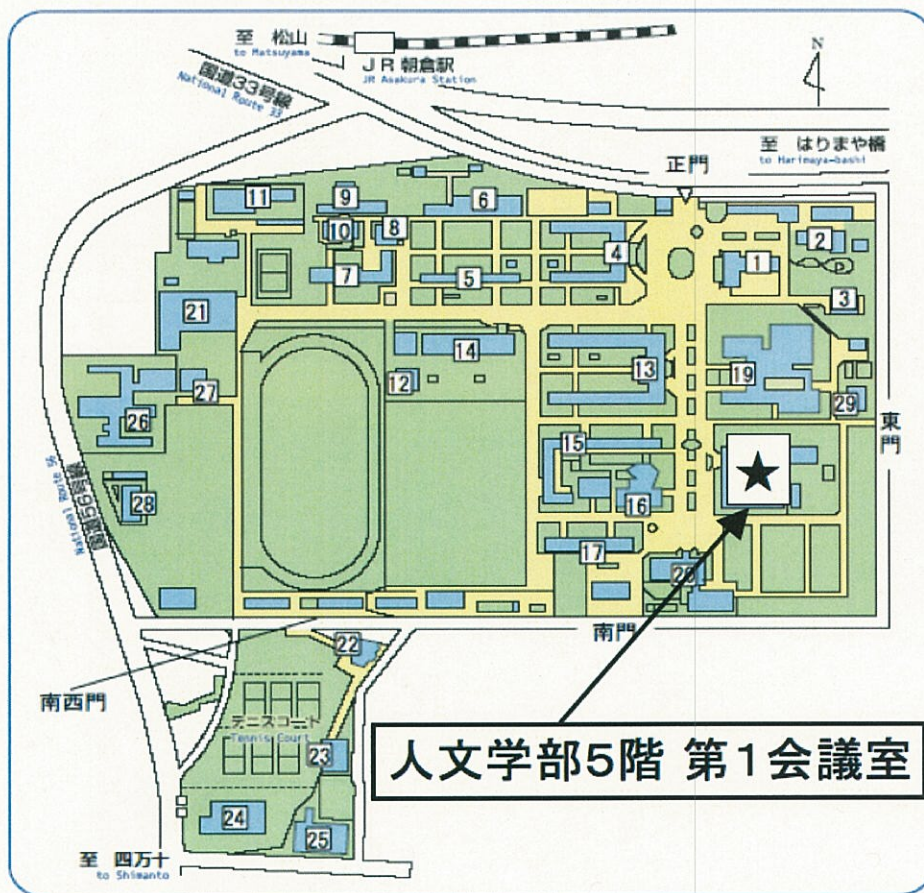 至 松山
to Matsuyama
JR朝倉駅
JR Asakura Station
国道33号線
National Route 33
N
至 はりまや橋
to Harimaya-bashi
正門
11
9
6
10
8
4
2
1
7
5
3
21
14
13
19
12
27
29
26
東門
15
国道56号線
National Route 56
★
28
16
17
20
南門
22
南西門
テニスコート
Tennis Court
23
人文学部5階 第1会議室
24
25
至 四万十
to Shimanto